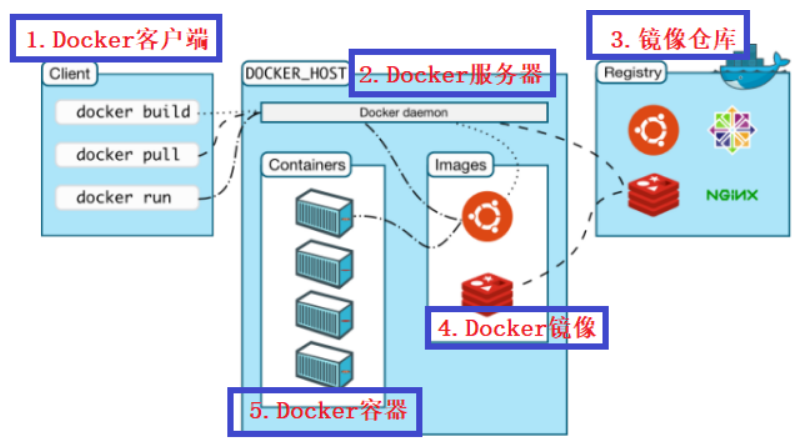 1.Docker客户端
2.Docker服务器
3.镜像仓库
Client
DOCKER_HOST
Registry
docker build
docker pull
docker run
Docker daemon
Containers
Images
NGINX
4.Docker镜像
5.Docker容器